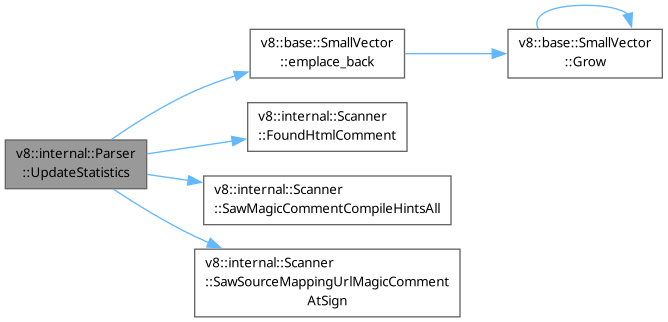 v8::internal::Parser
::UpdateStatistics
v8::base::SmallVector
::emplace_back
v8::base::SmallVector
::Grow
v8::internal::Scanner
::FoundHtmlComment
v8::internal::Scanner
::SawMagicCommentCompileHintsAll
v8::internal::Scanner
::SawSourceMappingUrlMagicComment
AtSign